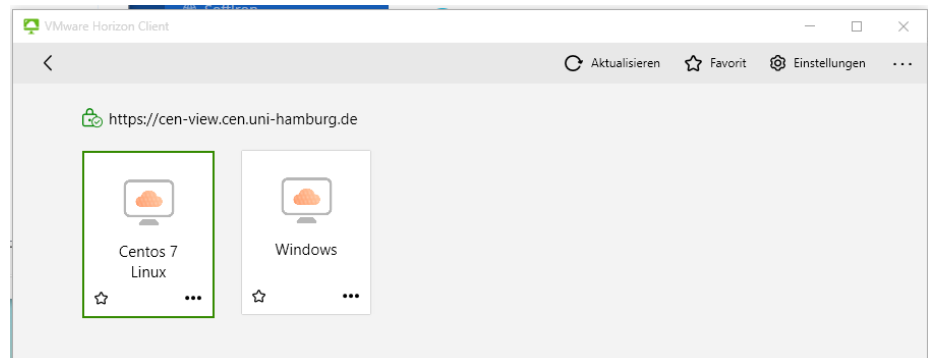 VMware Horizon Client
Aktualisieren Favorit Einstellungen
https://cen-view.cen.uni-hamburg.de
Centos 7
Linux
Windows